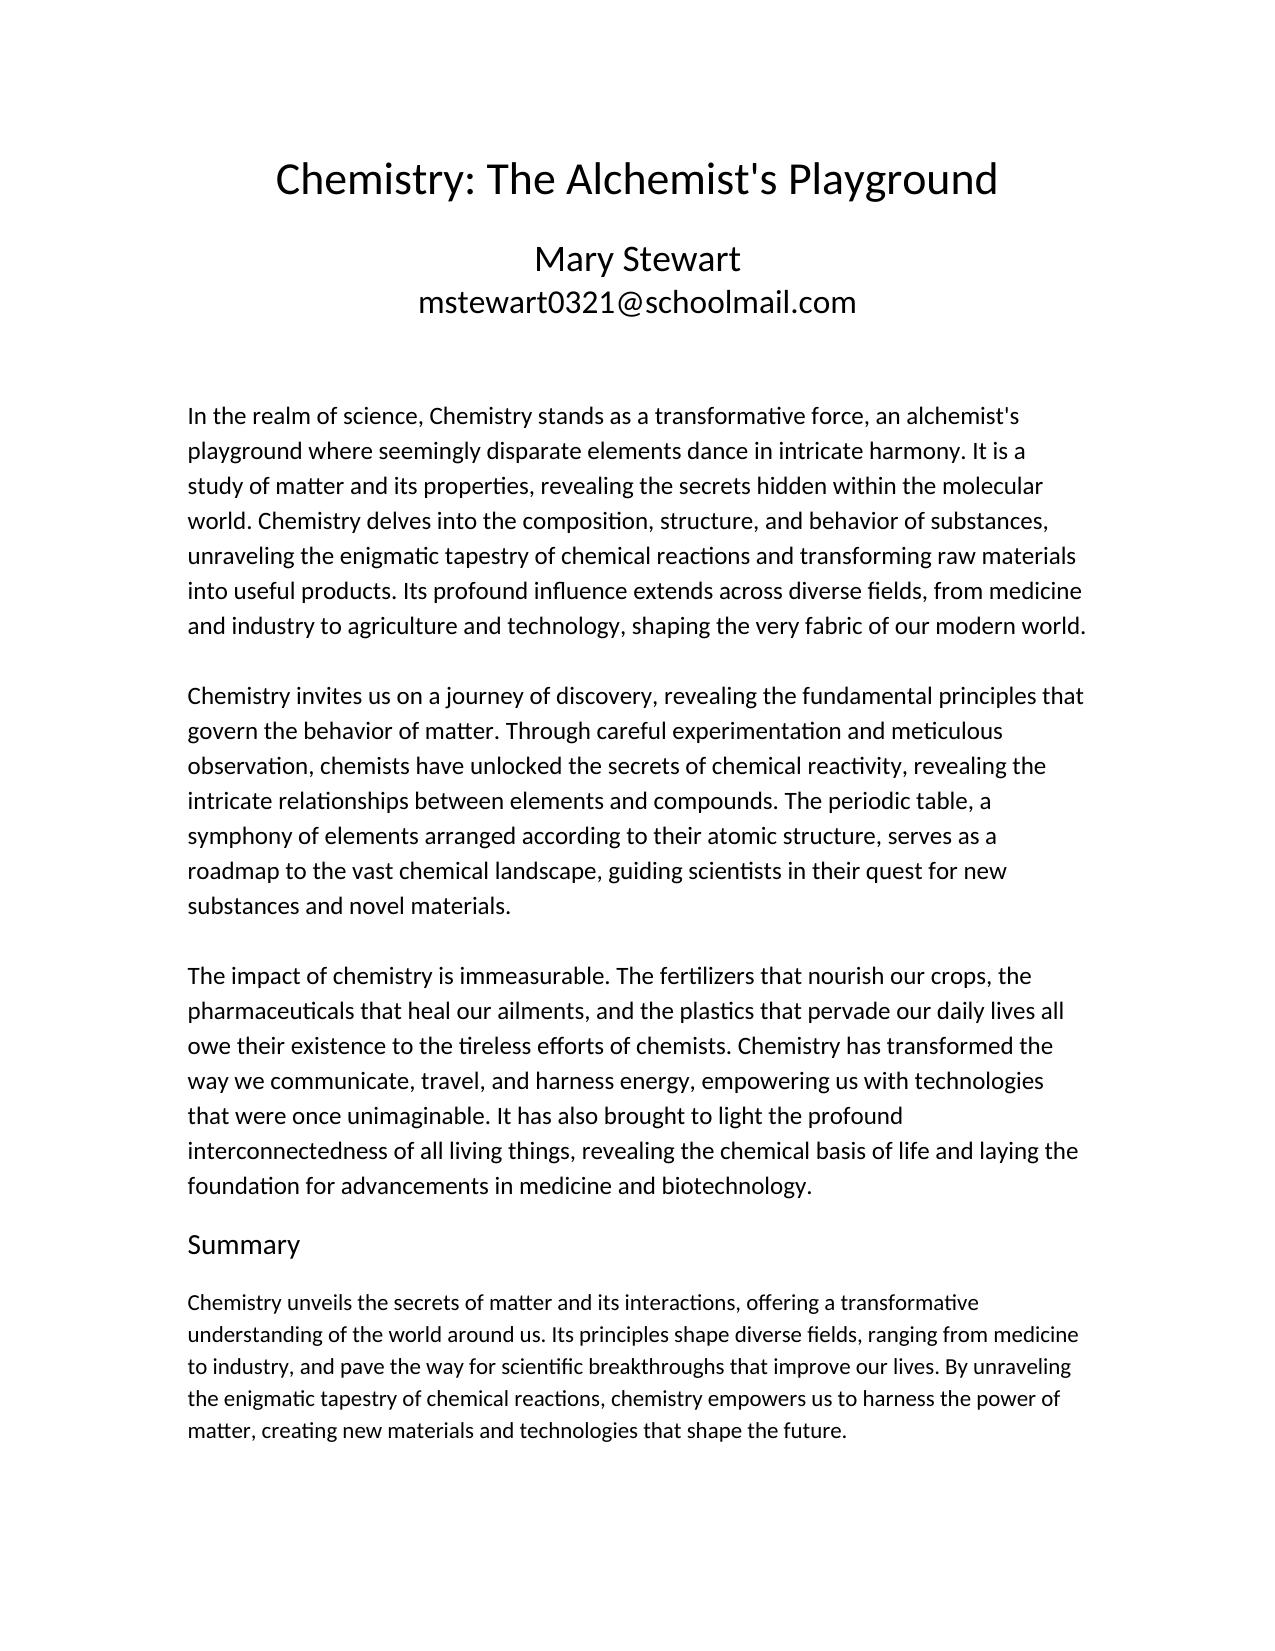 Chemistry: The Alchemist's Playground
Mary Stewart
mstewart0321@schoolmail.com
In the realm of science, Chemistry stands as a transformative force, an alchemist's
playground where seemingly disparate elements dance in intricate harmony. It is a
study of matter and its properties, revealing the secrets hidden within the molecular
world. Chemistry delves into the composition, structure, and behavior of substances,
unraveling the enigmatic tapestry of chemical reactions and transforming raw materials
into useful products. Its profound influence extends across diverse fields, from medicine
and industry to agriculture and technology, shaping the very fabric of our modern world.
Chemistry invites us on a journey of discovery, revealing the fundamental principles that
govern the behavior of matter. Through careful experimentation and meticulous
observation, chemists have unlocked the secrets of chemical reactivity, revealing the
intricate relationships between elements and compounds. The periodic table, a
symphony of elements arranged according to their atomic structure, serves as a
roadmap to the vast chemical landscape, guiding scientists in their quest for new
substances and novel materials.
The impact of chemistry is immeasurable. The fertilizers that nourish our crops, the
pharmaceuticals that heal our ailments, and the plastics that pervade our daily lives all
owe their existence to the tireless efforts of chemists. Chemistry has transformed the
way we communicate, travel, and harness energy, empowering us with technologies
that were once unimaginable. It has also brought to light the profound
interconnectedness of all living things, revealing the chemical basis of life and laying the
foundation for advancements in medicine and biotechnology.
Summary
Chemistry unveils the secrets of matter and its interactions, offering a transformative
understanding of the world around us. Its principles shape diverse fields, ranging from medicine
to industry, and pave the way for scientific breakthroughs that improve our lives. By unraveling
the enigmatic tapestry of chemical reactions, chemistry empowers us to harness the power of
matter, creating new materials and technologies that shape the future.